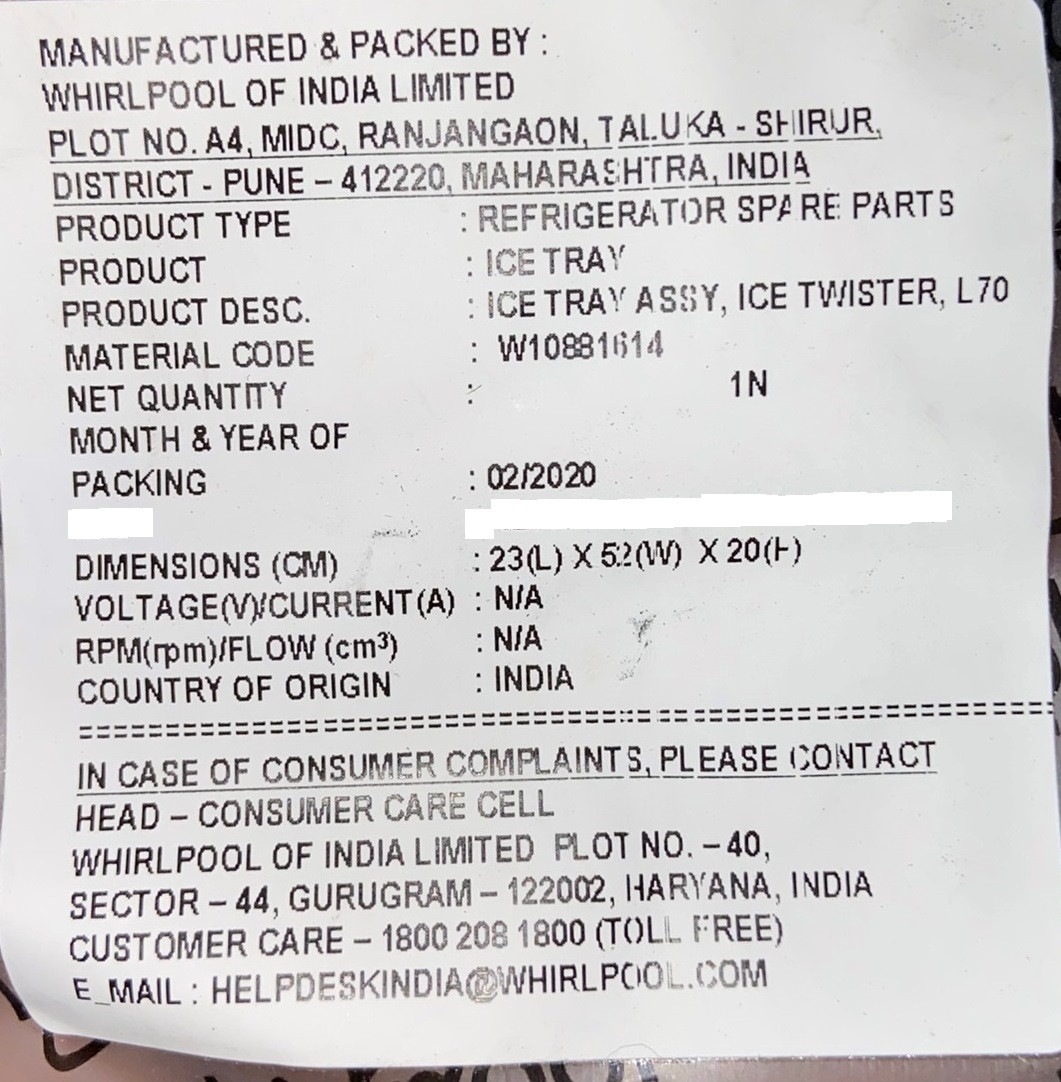 MANUFACTURED & PACKED BY :
WHIRLPOOL OF INDIA LIMITED
PLOT NO. A4, MIDC, RANJANGAON, TALUKA - SHIRUR,
DISTRICT - PUNE – 412220, MAHARASHTRA, INDIA
PRODUCT TYPE : REFRIGERATOR SPARE PARTS
PRODUCT : ICE TRAY
PRODUCT DESC. : ICE TRAY ASSY, ICE TWISTER, L70
MATERIAL CODE : W10881614
NET QUANTITY : 1N
MONTH & YEAR OF
PACKING : 02/2020
DIMENSIONS (CM) : 23(L) X 52(W) X 20(H)
VOLTAGE(V)/CURRENT(A) : N/A
RPM(rpm)/FLOW (cm³) : N/A
COUNTRY OF ORIGIN : INDIA
IN CASE OF CONSUMER COMPLAINTS, PLEASE CONTACT
HEAD – CONSUMER CARE CELL
WHIRLPOOL OF INDIA LIMITED PLOT NO. – 40,
SECTOR – 44, GURUGRAM – 122002, HARYANA, INDIA
CUSTOMER CARE – 1800 208 1800 (TOLL FREE)
E_MAIL : HELPDESKINDIA@WHIRLPOOL.COM